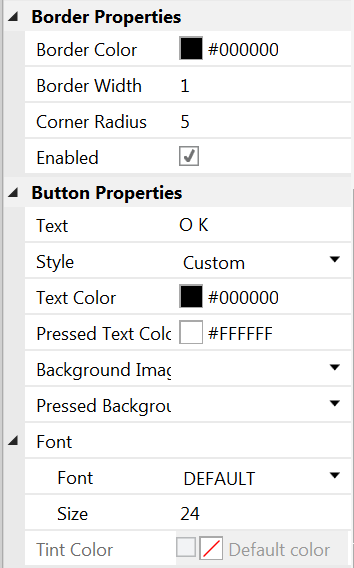 Border Properties
Border Color #000000
Border Width 1
Corner Radius 5
Enabled
Button Properties
Text O K
Style Custom
Text Color #000000
Pressed Text Colo #FFFFFF
Background Imag
Pressed Backgrou
Font
Font DEFAULT
Size 24
Tint Color Default color